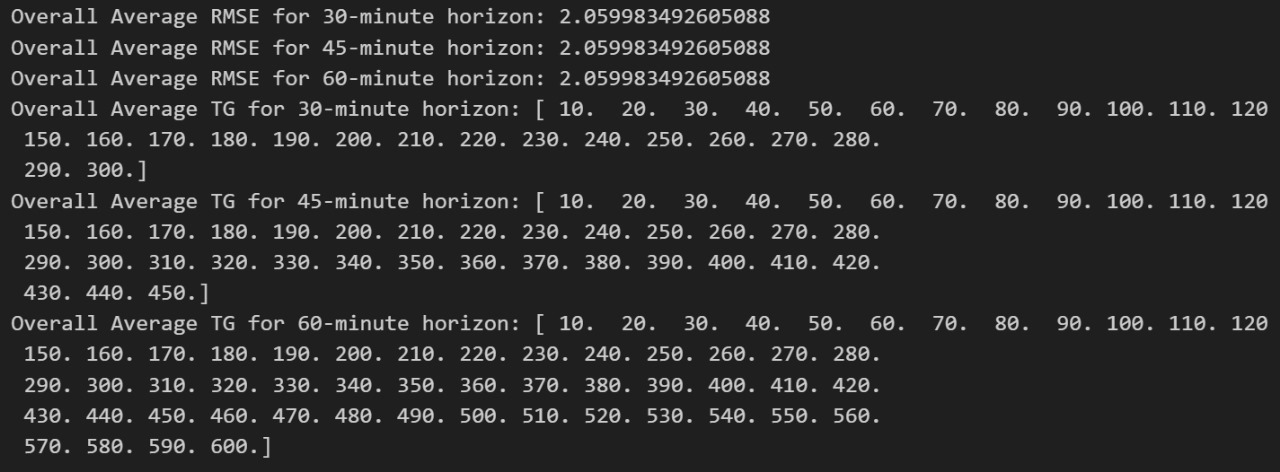 Overall Average RMSE for 30-minute horizon: 2.059983492605088
Overall Average RMSE for 45-minute horizon: 2.059983492605088
Overall Average RMSE for 60-minute horizon: 2.059983492605088
Overall Average TG for 30-minute horizon: [ 10. 20. 30. 40. 50. 60. 70. 80. 90. 100. 110. 120
150. 160. 170. 180. 190. 200. 210. 220. 230. 240. 250. 260. 270. 280.
290. 300.]
Overall Average TG for 45-minute horizon: [ 10. 20. 30. 40. 50. 60. 70. 80. 90. 100. 110. 120
150. 160. 170. 180. 190. 200. 210. 220. 230. 240. 250. 260. 270. 280.
290. 300. 310. 320. 330. 340. 350. 360. 370. 380. 390. 400. 410. 420.
430. 440. 450.]
Overall Average TG for 60-minute horizon: [ 10. 20. 30. 40. 50. 60. 70. 80. 90. 100. 110. 120
150. 160. 170. 180. 190. 200. 210. 220. 230. 240. 250. 260. 270. 280.
290. 300. 310. 320. 330. 340. 350. 360. 370. 380. 390. 400. 410. 420.
430. 440. 450. 460. 470. 480. 490. 500. 510. 520. 530. 540. 550. 560.
570. 580. 590. 600.]